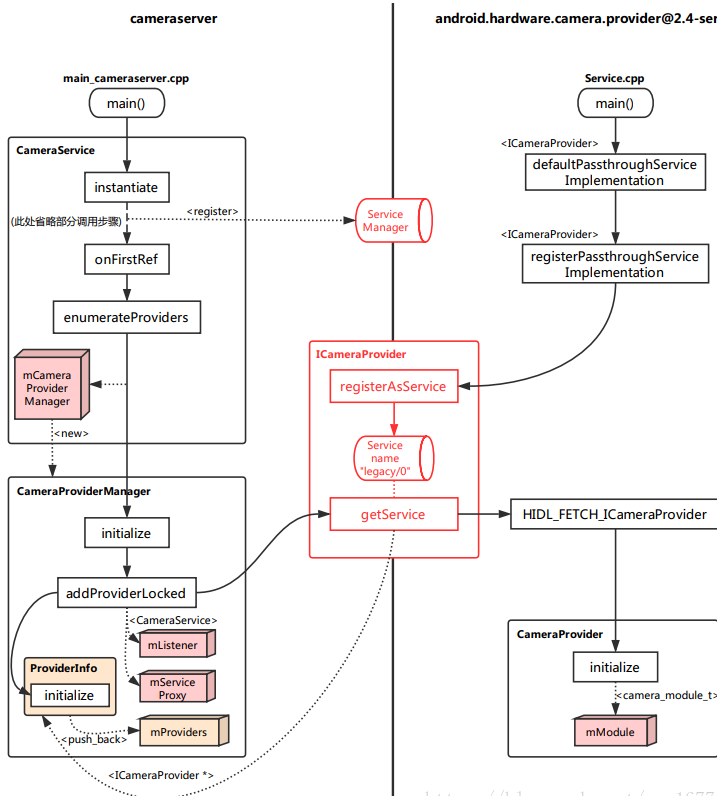 cameraserver
android.hardware.camera.provider@2.4-ser
main_cameraserver.cpp
main()
Service.cpp
main()
CameraService
instantiate
(此处省略部分调用步骤)
<register>
Service
Manager
onFirstRef
enumerateProviders
mCamera
Provider
Manager
<new>
<ICameraProvider>
defaultPassthroughService
Implementation
<ICameraProvider>
registerPassthroughService
Implementation
ICameraProvider
registerAsService
Service
name
"legacy/0"
getService
HIDL_FETCH_ICameraProvider
CameraProviderManager
initialize
addProviderLocked
<CameraService>
mListener
mService
Proxy
ProviderInfo
initialize
<push_back>
mProviders
<ICameraProvider *>
CameraProvider
initialize
<camera_module_t>
mModule